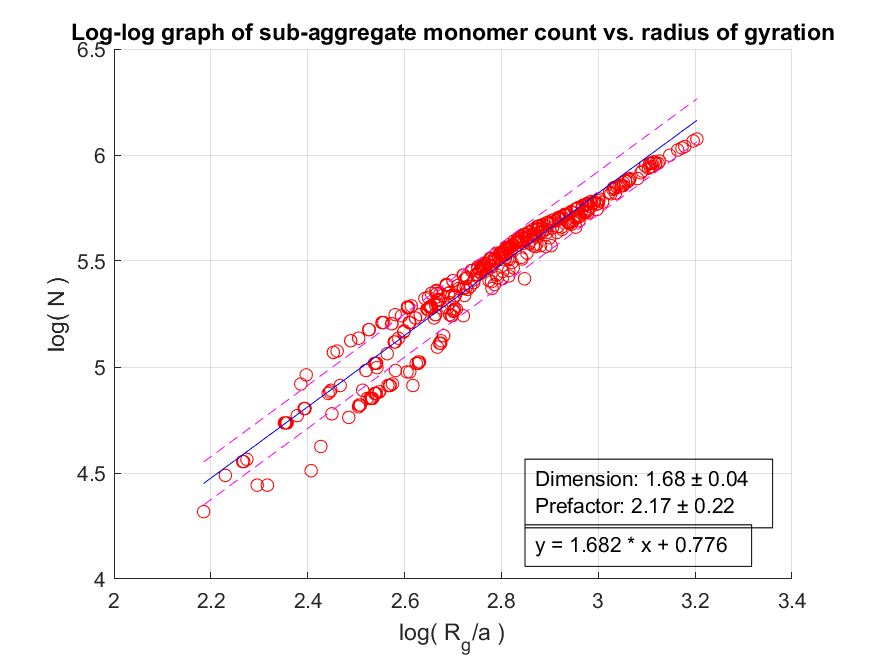 Log-log graph of sub-aggregate monomer count vs. radius of gyration
6.5
6
5.5
5
4.5
4
log( N )
Dimension: 1.68 ± 0.04
Prefactor: 2.17 ± 0.22
y = 1.682 * x + 0.776
2 2.2 2.4 2.6 2.8 3 3.2 3.4
log( R_g/a )